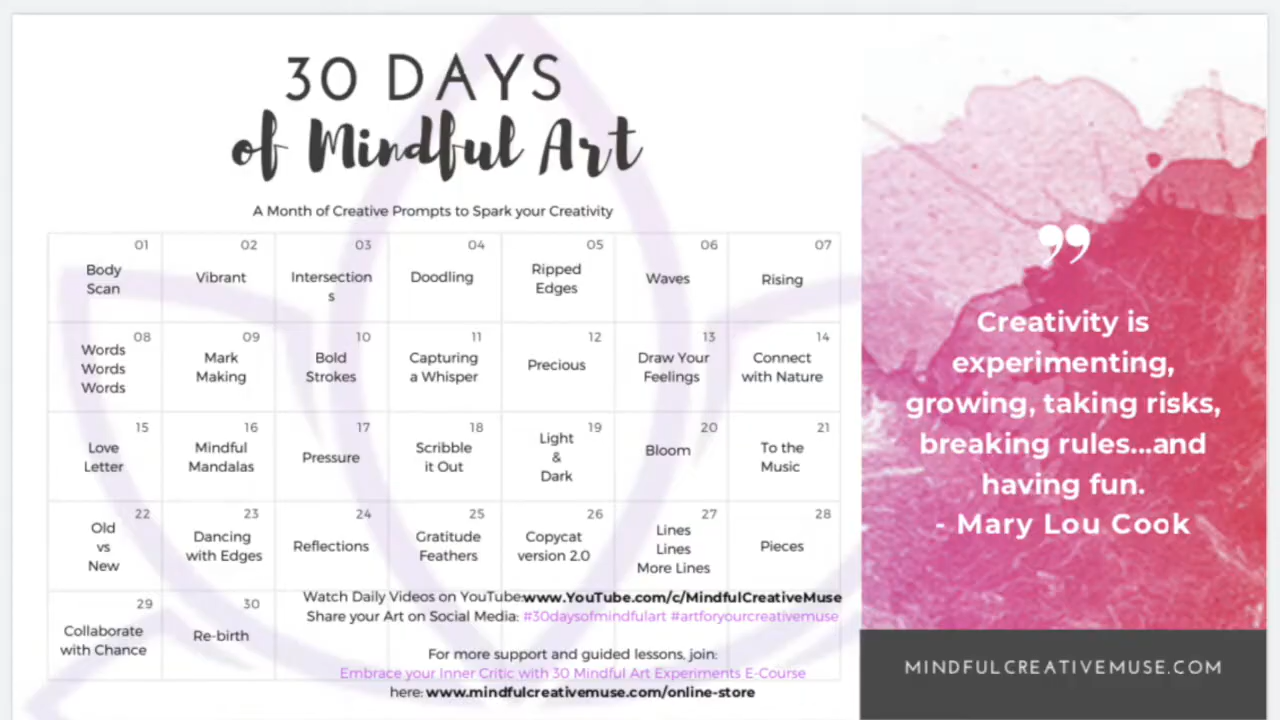 30 DAYS
of Mindful Art
A Month of Creative Prompts to Spark your Creativity
01
Body
Scan
02
Vibrant
03
Intersection
s
04
Doodling
05
Ripped
Edges
06
Waves
07
Rising
08
Words
Words
Words
09
Mark
Making
10
Bold
Strokes
11
Capturing
a Whisper
12
Precious
13
Draw Your
Feelings
14
Connect
with Nature
15
Love
Letter
16
Mindful
Mandalas
17
Pressure
18
Scribble
it Out
19
Light
&
Dark
20
Bloom
21
To the
Music
22
Old
vs
New
23
Dancing
with Edges
24
Reflections
25
Gratitude
Feathers
26
Copycat
version 2.0
27
Lines
Lines
More Lines
28
Pieces
29
Collaborate
with Chance
30
Re-birth
Watch Daily Videos on YouTube:www.YouTube.com/c/MindfulCreativeMuse
Share your Art on Social Media: #30daysofmindfulart #artforyourcreativemuse
For more support and guided lessons, join:
Embrace your Inner Critic with 30 Mindful Art Experiments E-Course
here: www.mindfulcreativemuse.com/online-store
”
Creativity is
experimenting,
growing, taking risks,
breaking rules...and
having fun.
- Mary Lou Cook
MINDFULCREATIVEMUSE.COM